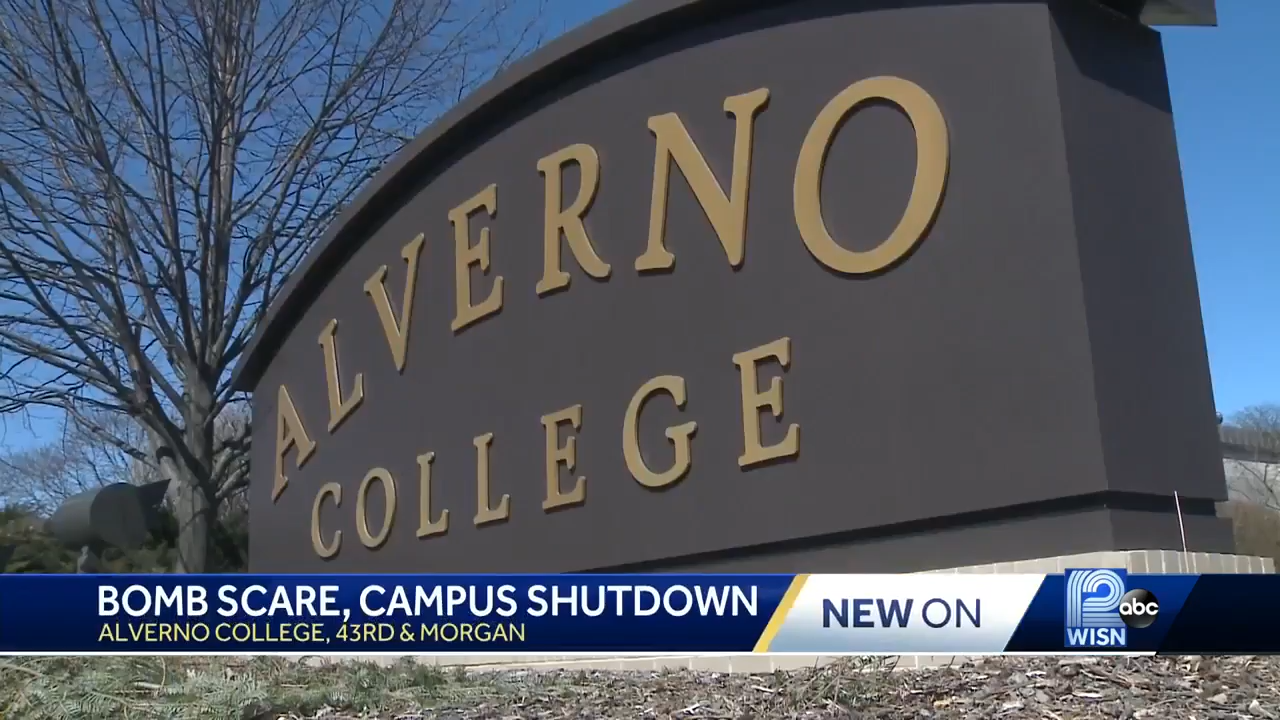 ALVERNO
COLLEGE
BOMB SCARE, CAMPUS SHUTDOWN
ALVERNO COLLEGE, 43RD & MORGAN
NEW ON
12
abc
WISN